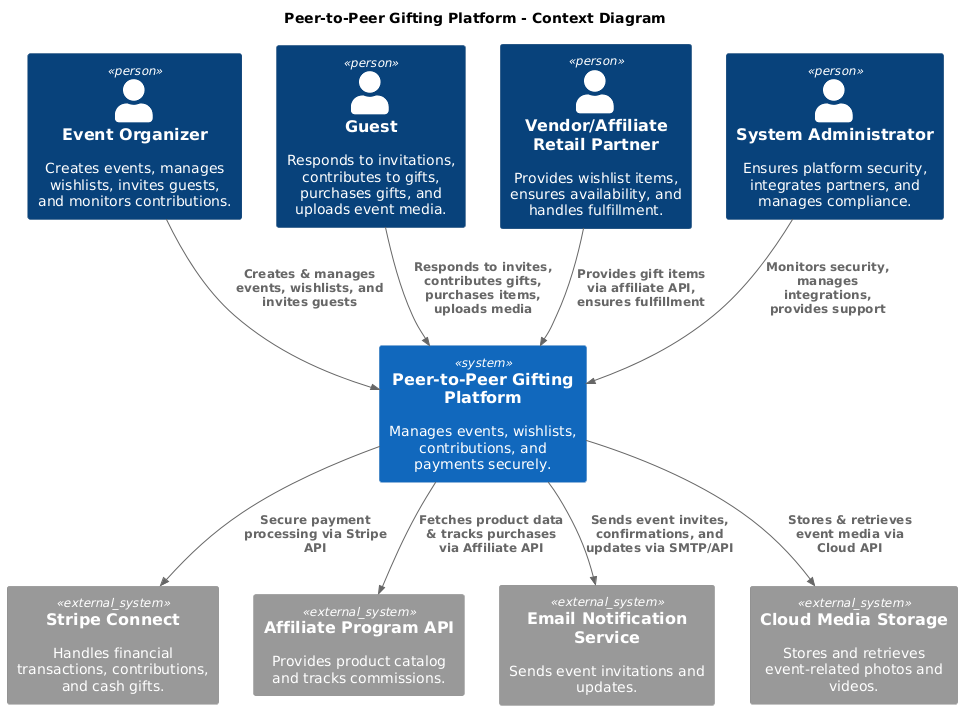 Peer-to-Peer Gifting Platform - Context Diagram
«person»
Event Organizer
Creates events, manages
wishlists, invites guests,
and monitors contributions.
«person»
Guest
Responds to invitations,
contributes to gifts,
purchases gifts, and
uploads event media.
«person»
Vendor/Affiliate
Retail Partner
Provides wishlist items,
ensures availability, and
handles fulfillment.
«person»
System Administrator
Ensures platform security,
integrates partners, and
manages compliance.
Creates & manages
events, wishlists, and
invites guests
Responds to invites,
contributes gifts,
purchases items,
uploads media
Provides gift items
via affiliate API,
ensures fulfillment
Monitors security,
manages
integrations,
provides support
«system»
Peer-to-Peer Gifting
Platform
Manages events, wishlists,
contributions, and
payments securely.
Secure payment
processing via Stripe
API
Fetches product data
& tracks purchases
via Affiliate API
Sends event invites,
confirmations, and
updates via SMTP/API
Stores & retrieves
event media via
Cloud API
«external_system»
Stripe Connect
Handles financial
transactions, contributions,
and cash gifts.
«external_system»
Affiliate Program API
Provides product catalog
and tracks commissions.
«external_system»
Email Notification
Service
Sends event invitations and
updates.
«external_system»
Cloud Media Storage
Stores and retrieves
event-related photos and
videos.